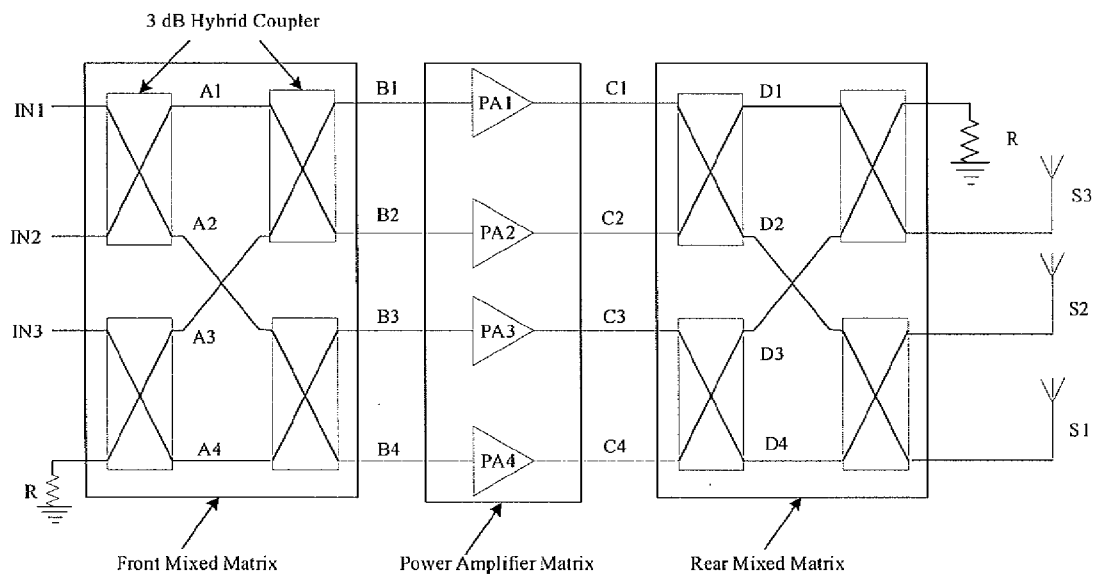 3 dB Hybrid Coupler
A1
B1
PA1
C1
D1
IN1
R
S3
A2
B2
PA2
C2
D2
IN2
S2
IN3
A3
B3
PA3
C3
D3
S1
A4
B4
PA4
C4
D4
R
Front Mixed Matrix
Power Amplifier Matrix
Rear Mixed Matrix